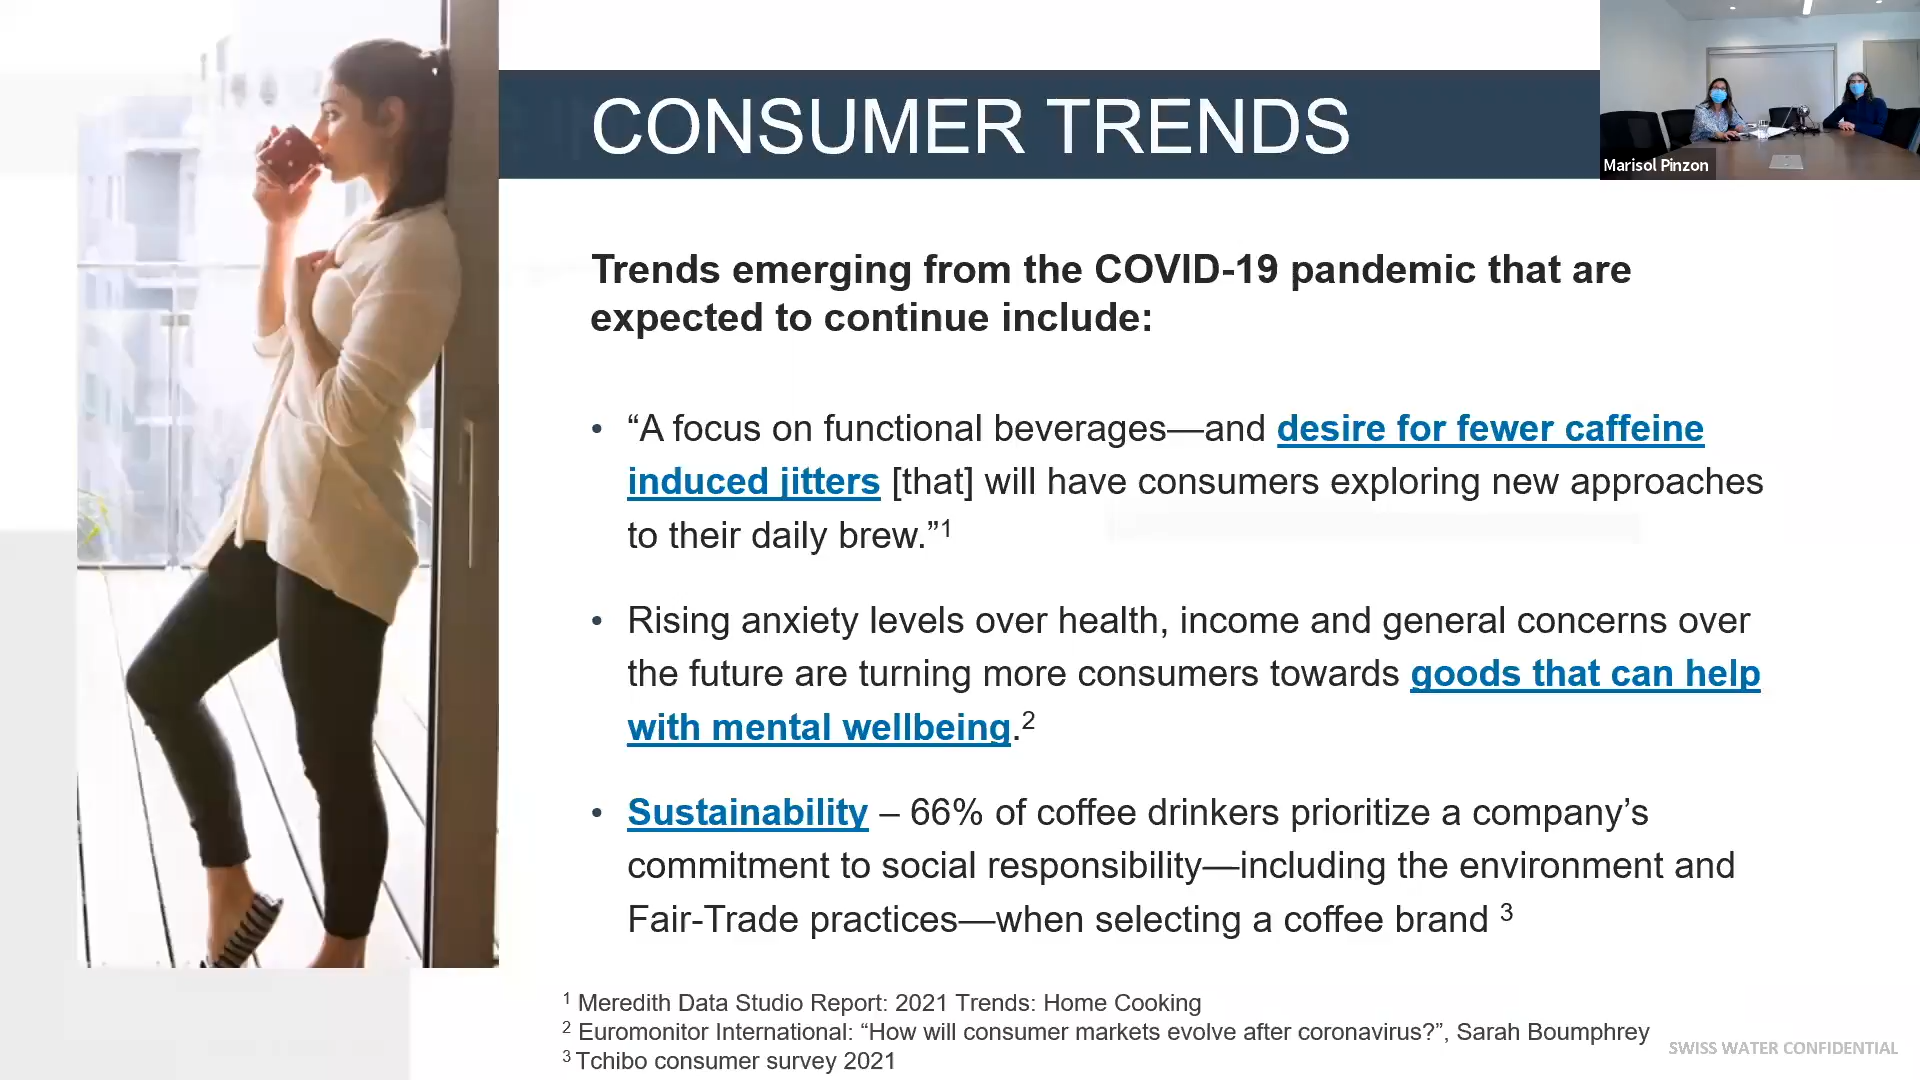 CONSUMER TRENDS
Marisol Pinzon
Trends emerging from the COVID-19 pandemic that are
expected to continue include:
• “A focus on functional beverages—and desire for fewer caffeine
induced jitters [that] will have consumers exploring new approaches
to their daily brew.”1
• Rising anxiety levels over health, income and general concerns over
the future are turning more consumers towards goods that can help
with mental wellbeing.2
• Sustainability – 66% of coffee drinkers prioritize a company’s
commitment to social responsibility—including the environment and
Fair-Trade practices—when selecting a coffee brand 3
1 Meredith Data Studio Report: 2021 Trends: Home Cooking
2 Euromonitor International: “How will consumer markets evolve after coronavirus?”, Sarah Boumphrey
3 Tchibo consumer survey 2021
SWISS WATER CONFIDENTIAL